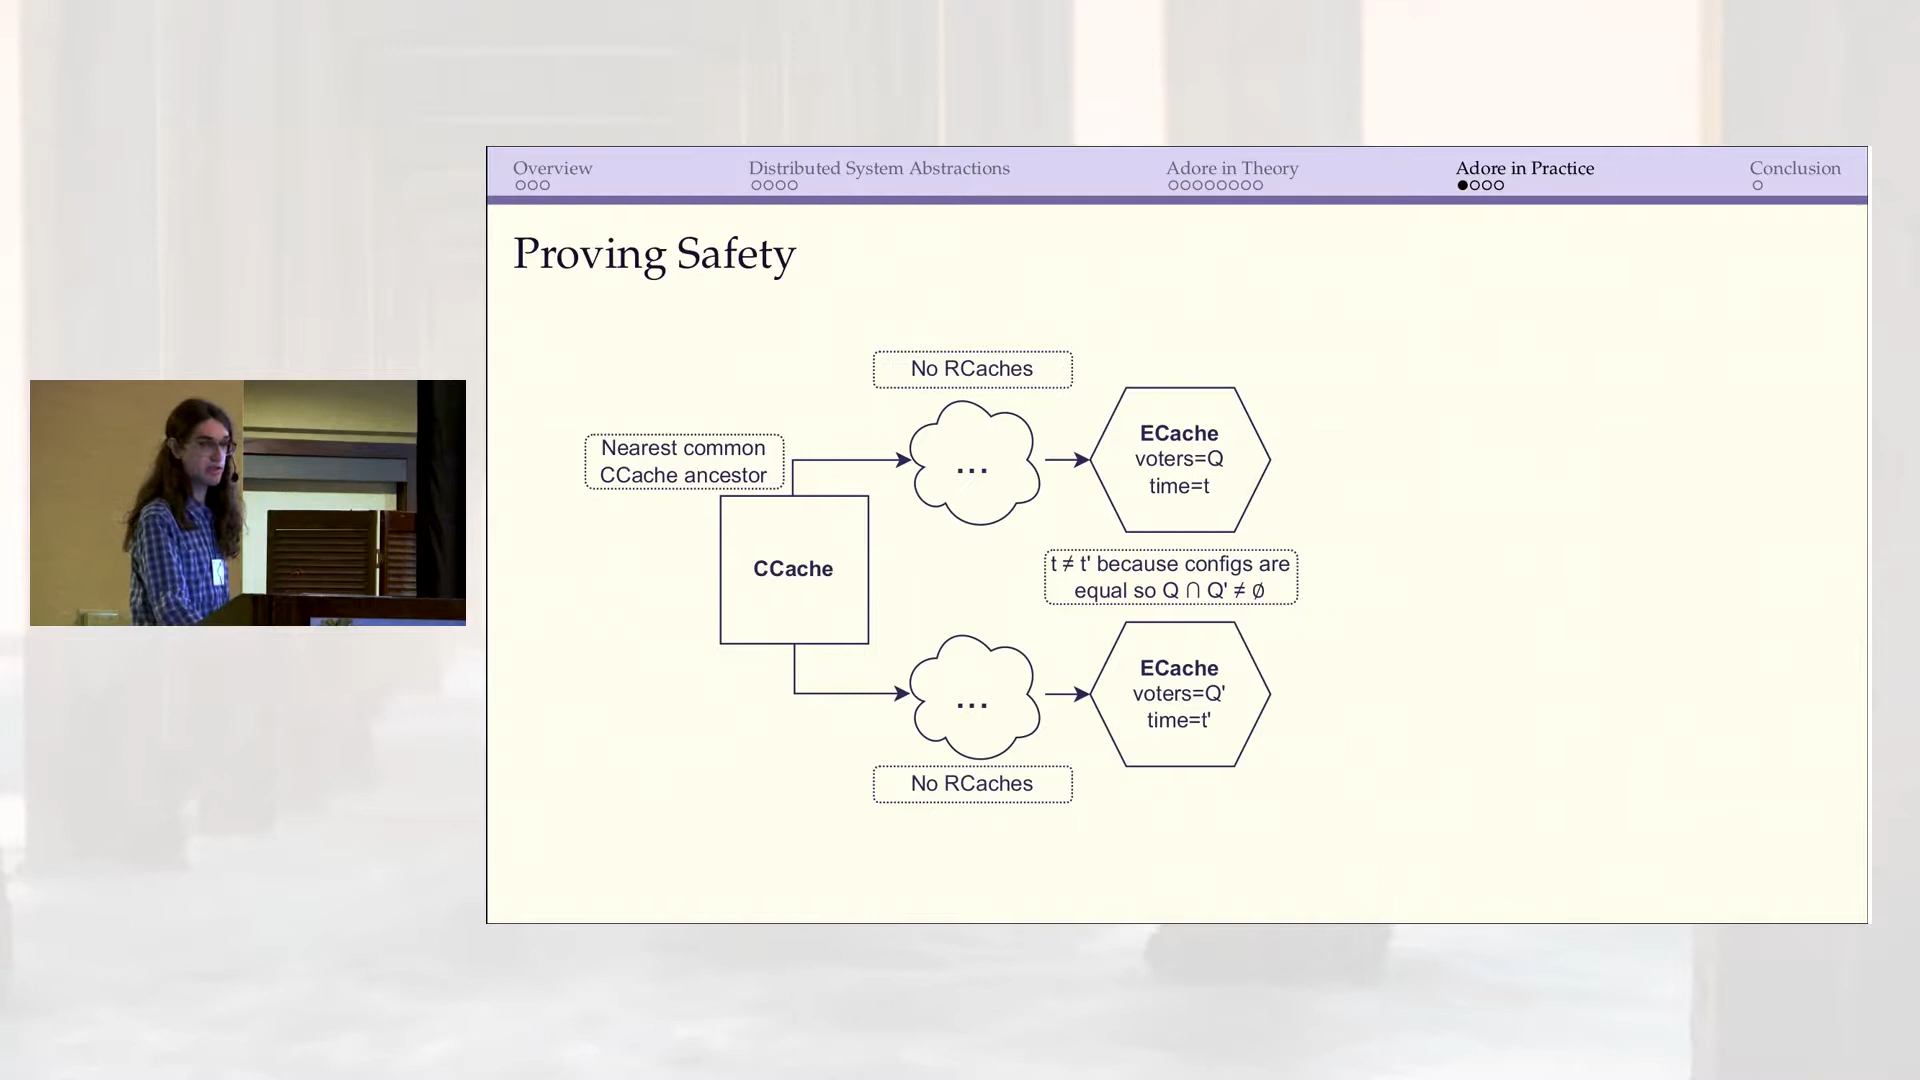 Overview
Distributed System Abstractions
Adore in Theory
Adore in Practice
Conclusion
Proving Safety
No RCaches
Nearest common
CCache ancestor
...
ECache
voters=Q
time=t
CCache
t ≠ t' because configs are
equal so Q ∩ Q' ≠ ∅
...
ECache
voters=Q'
time=t'
No RCaches